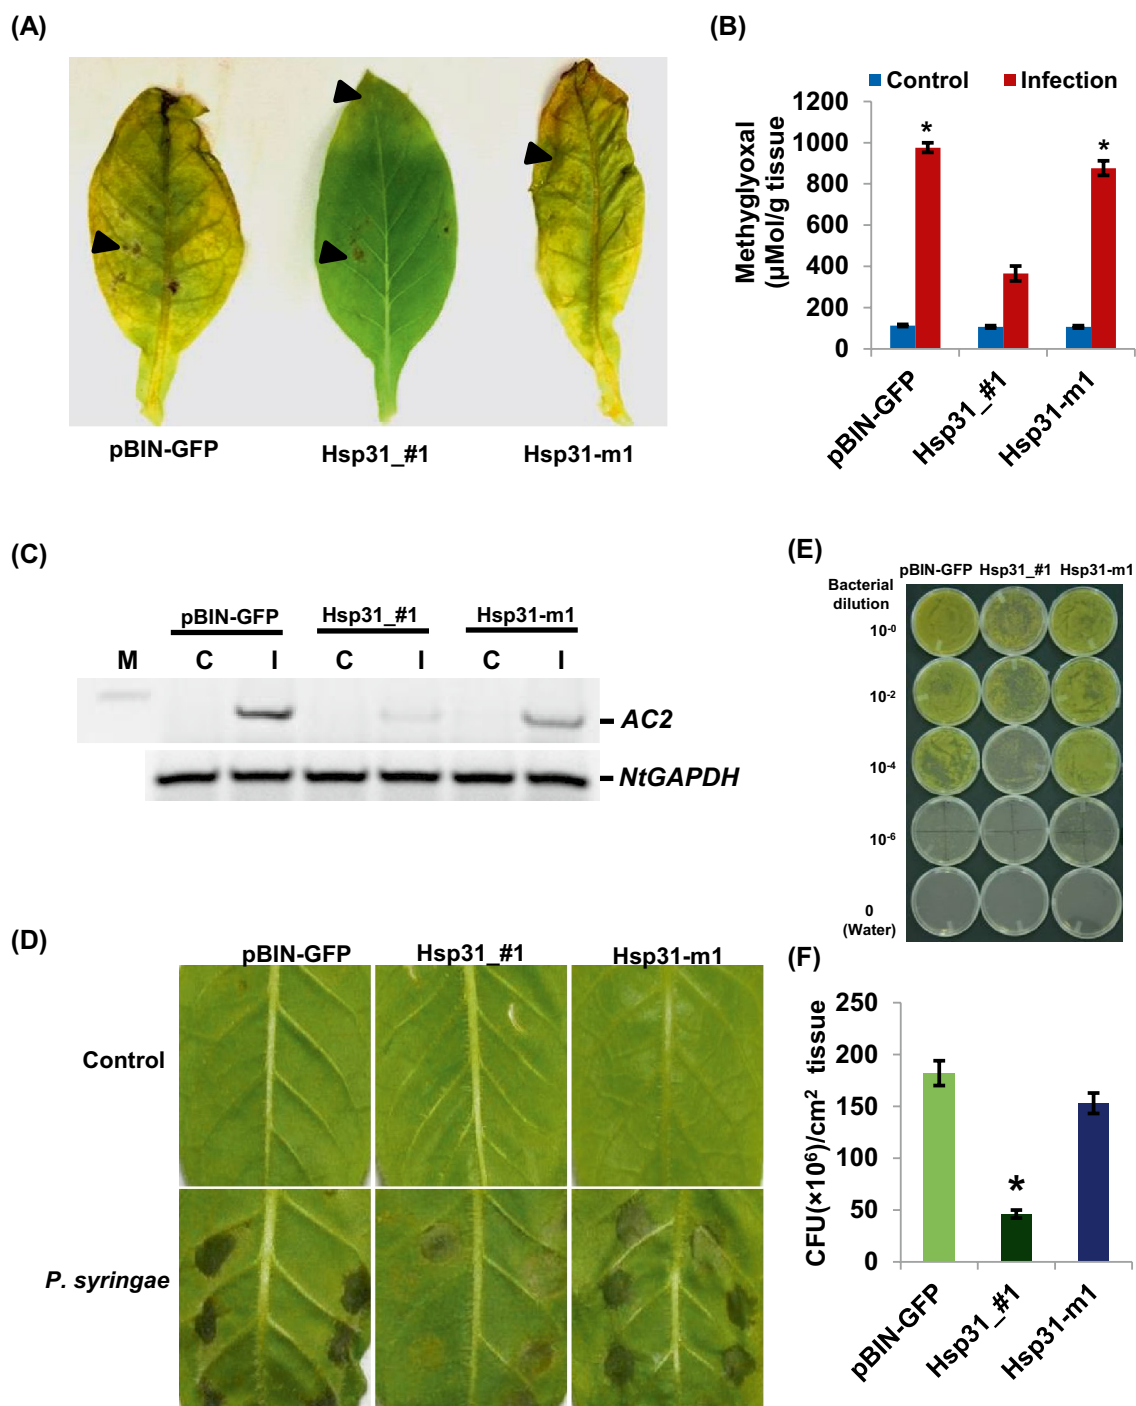 (A)
pBIN-GFP
Hsp31_#1
Hsp31-m1
(B)
Control
Infection
Methyglyoxal
(µMol/g tissue
1200
1000
800
600
400
200
0
*
*
pBIN-GFP
Hsp31_#1
Hsp31-m1
(C)
pBIN-GFP
Hsp31_#1
Hsp31-m1
M C I C I C I
AC2
NtGAPDH
(E)
pBIN-GFP Hsp31_#1 Hsp31-m1
Bacterial
dilution
10⁻⁰
10⁻²
10⁻⁴
10⁻⁶
0
(Water)
(D)
pBIN-GFP
Hsp31_#1
Hsp31-m1
Control
P. syringae
(F)
CFU(×10⁶)/cm² tissue
250
200
150
100
50
0
*
pBIN-GFP
Hsp31_#1
Hsp31-m1